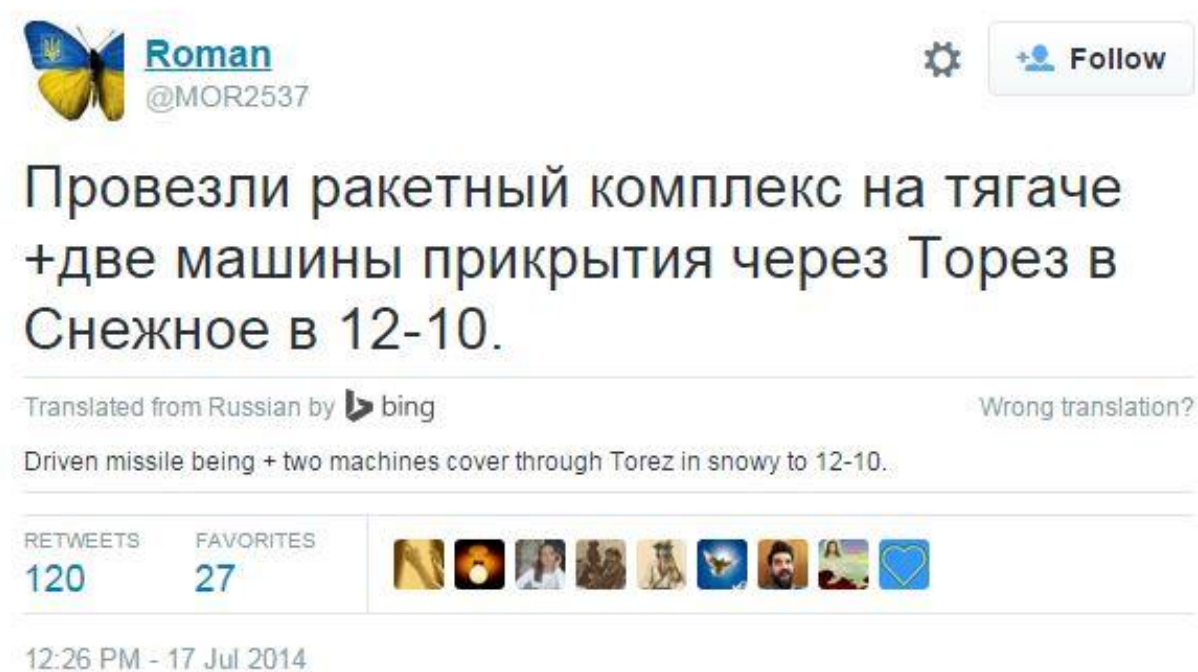 Roman
@MOR2537
Follow
Провезли ракетный комплекс на тягаче
+две машины прикрытия через Торез в
Снежное в 12-10.
Translated from Russian by bing
Wrong translation?
Driven missile being + two machines cover through Torez in snowy to 12-10.
RETWEETS FAVORITES
120 27
12:26 PM - 17 Jul 2014